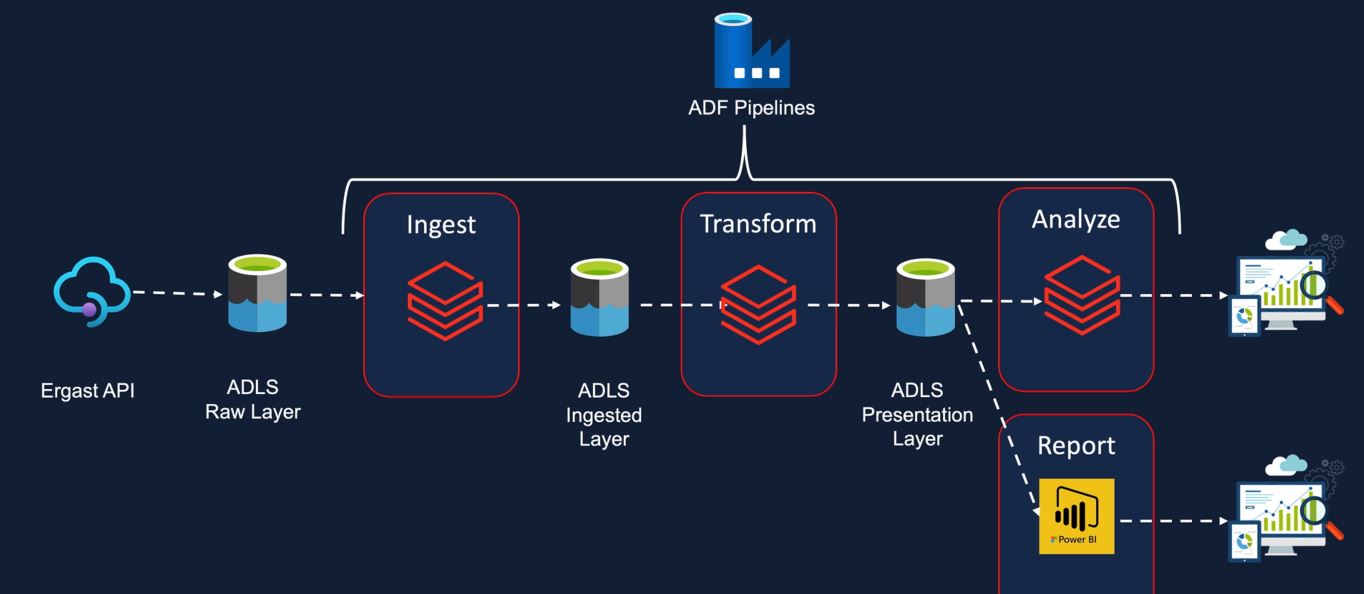 ADF Pipelines
Ingest
Transform
Analyze
Ergast API
ADLS
Raw Layer
ADLS
Ingested
Layer
ADLS
Presentation
Layer
Report
Power BI